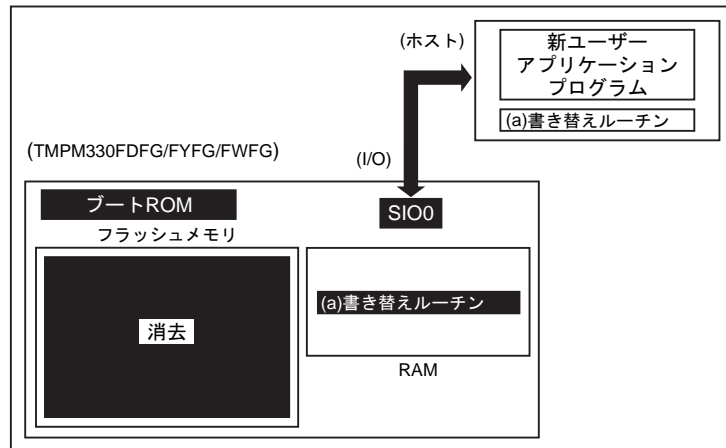 (ホスト)
新ユーザー
アプリケーション
プログラム
(a)書き替えルーチン
(TMPM330FDFG/FYFG/FWFG)
(I/O)
ブートROM
SIO0
フラッシュメモリ
(a)書き替えルーチン
消去
RAM